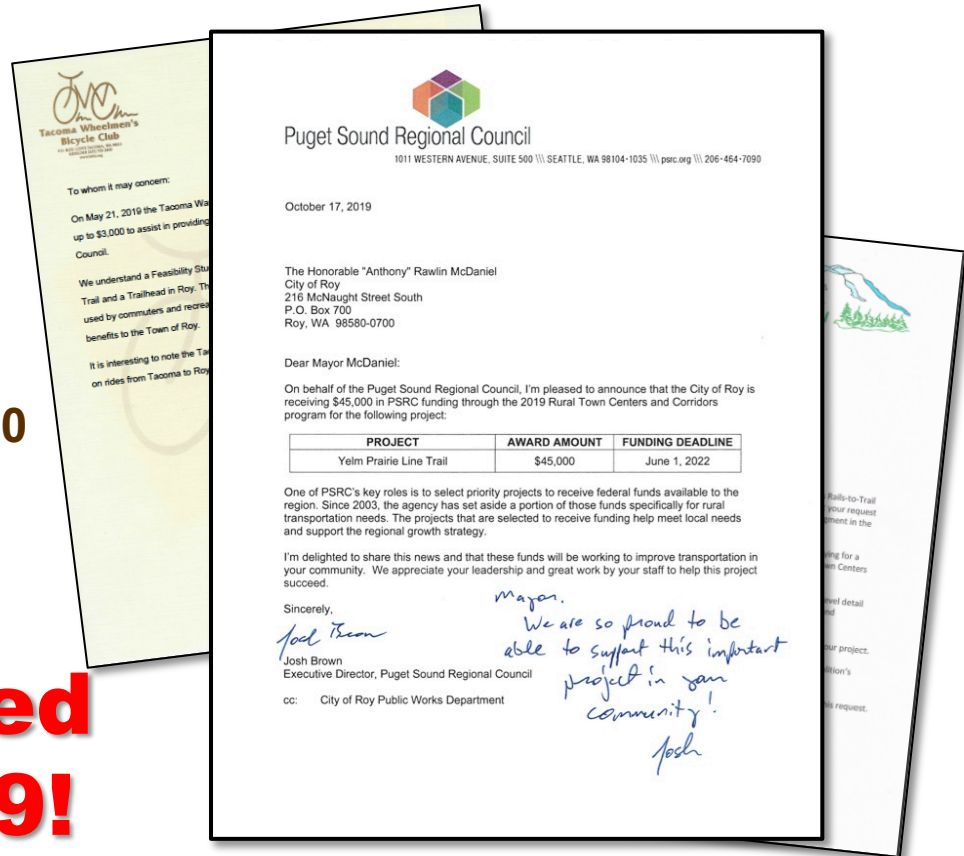 Tacoma Wheelmen's
Bicycle Club
To whom it may concern:
On May 21, 2019 the Tacoma Wa
up to $3,000 to assist in providing
Council.
We understand a Feasibility Stu
Trail and a Trailhead in Roy. Th
used by commuters and recrea
benefits to the Town of Roy.
It is interesting to note the Ta
on rides from Tacoma to Roy
0
ed
9!
Puget Sound Regional Council
1011 WESTERN AVENUE, SUITE 500 \\\ SEATTLE, WA 98104-1035 \\\ psrc.org \\\ 206-464-7090
October 17, 2019
The Honorable "Anthony" Rawlin McDaniel
City of Roy
216 McNaught Street South
P.O. Box 700
Roy, WA 98580-0700
Dear Mayor McDaniel:
On behalf of the Puget Sound Regional Council, I'm pleased to announce that the City of Roy is
receiving $45,000 in PSRC funding through the 2019 Rural Town Centers and Corridors
program for the following project:
PROJECT AWARD AMOUNT FUNDING DEADLINE
Yelm Prairie Line Trail $45,000 June 1, 2022
One of PSRC's key roles is to select priority projects to receive federal funds available to the
region. Since 2003, the agency has set aside a portion of those funds specifically for rural
transportation needs. The projects that are selected to receive funding help meet local needs
and support the regional growth strategy.
I'm delighted to share this news and that these funds will be working to improve transportation in
your community. We appreciate your leadership and great work by your staff to help this project
succeed.
Sincerely,
Josh Brown
Executive Director, Puget Sound Regional Council
cc: City of Roy Public Works Department
Mayor.
We are so proud to be
able to support this important
project in your
community!
Josh
Rails-to-Trail
your request
gment in the
ying for a
wn Centers
evel detail
nd
our project.
lition's
his request.